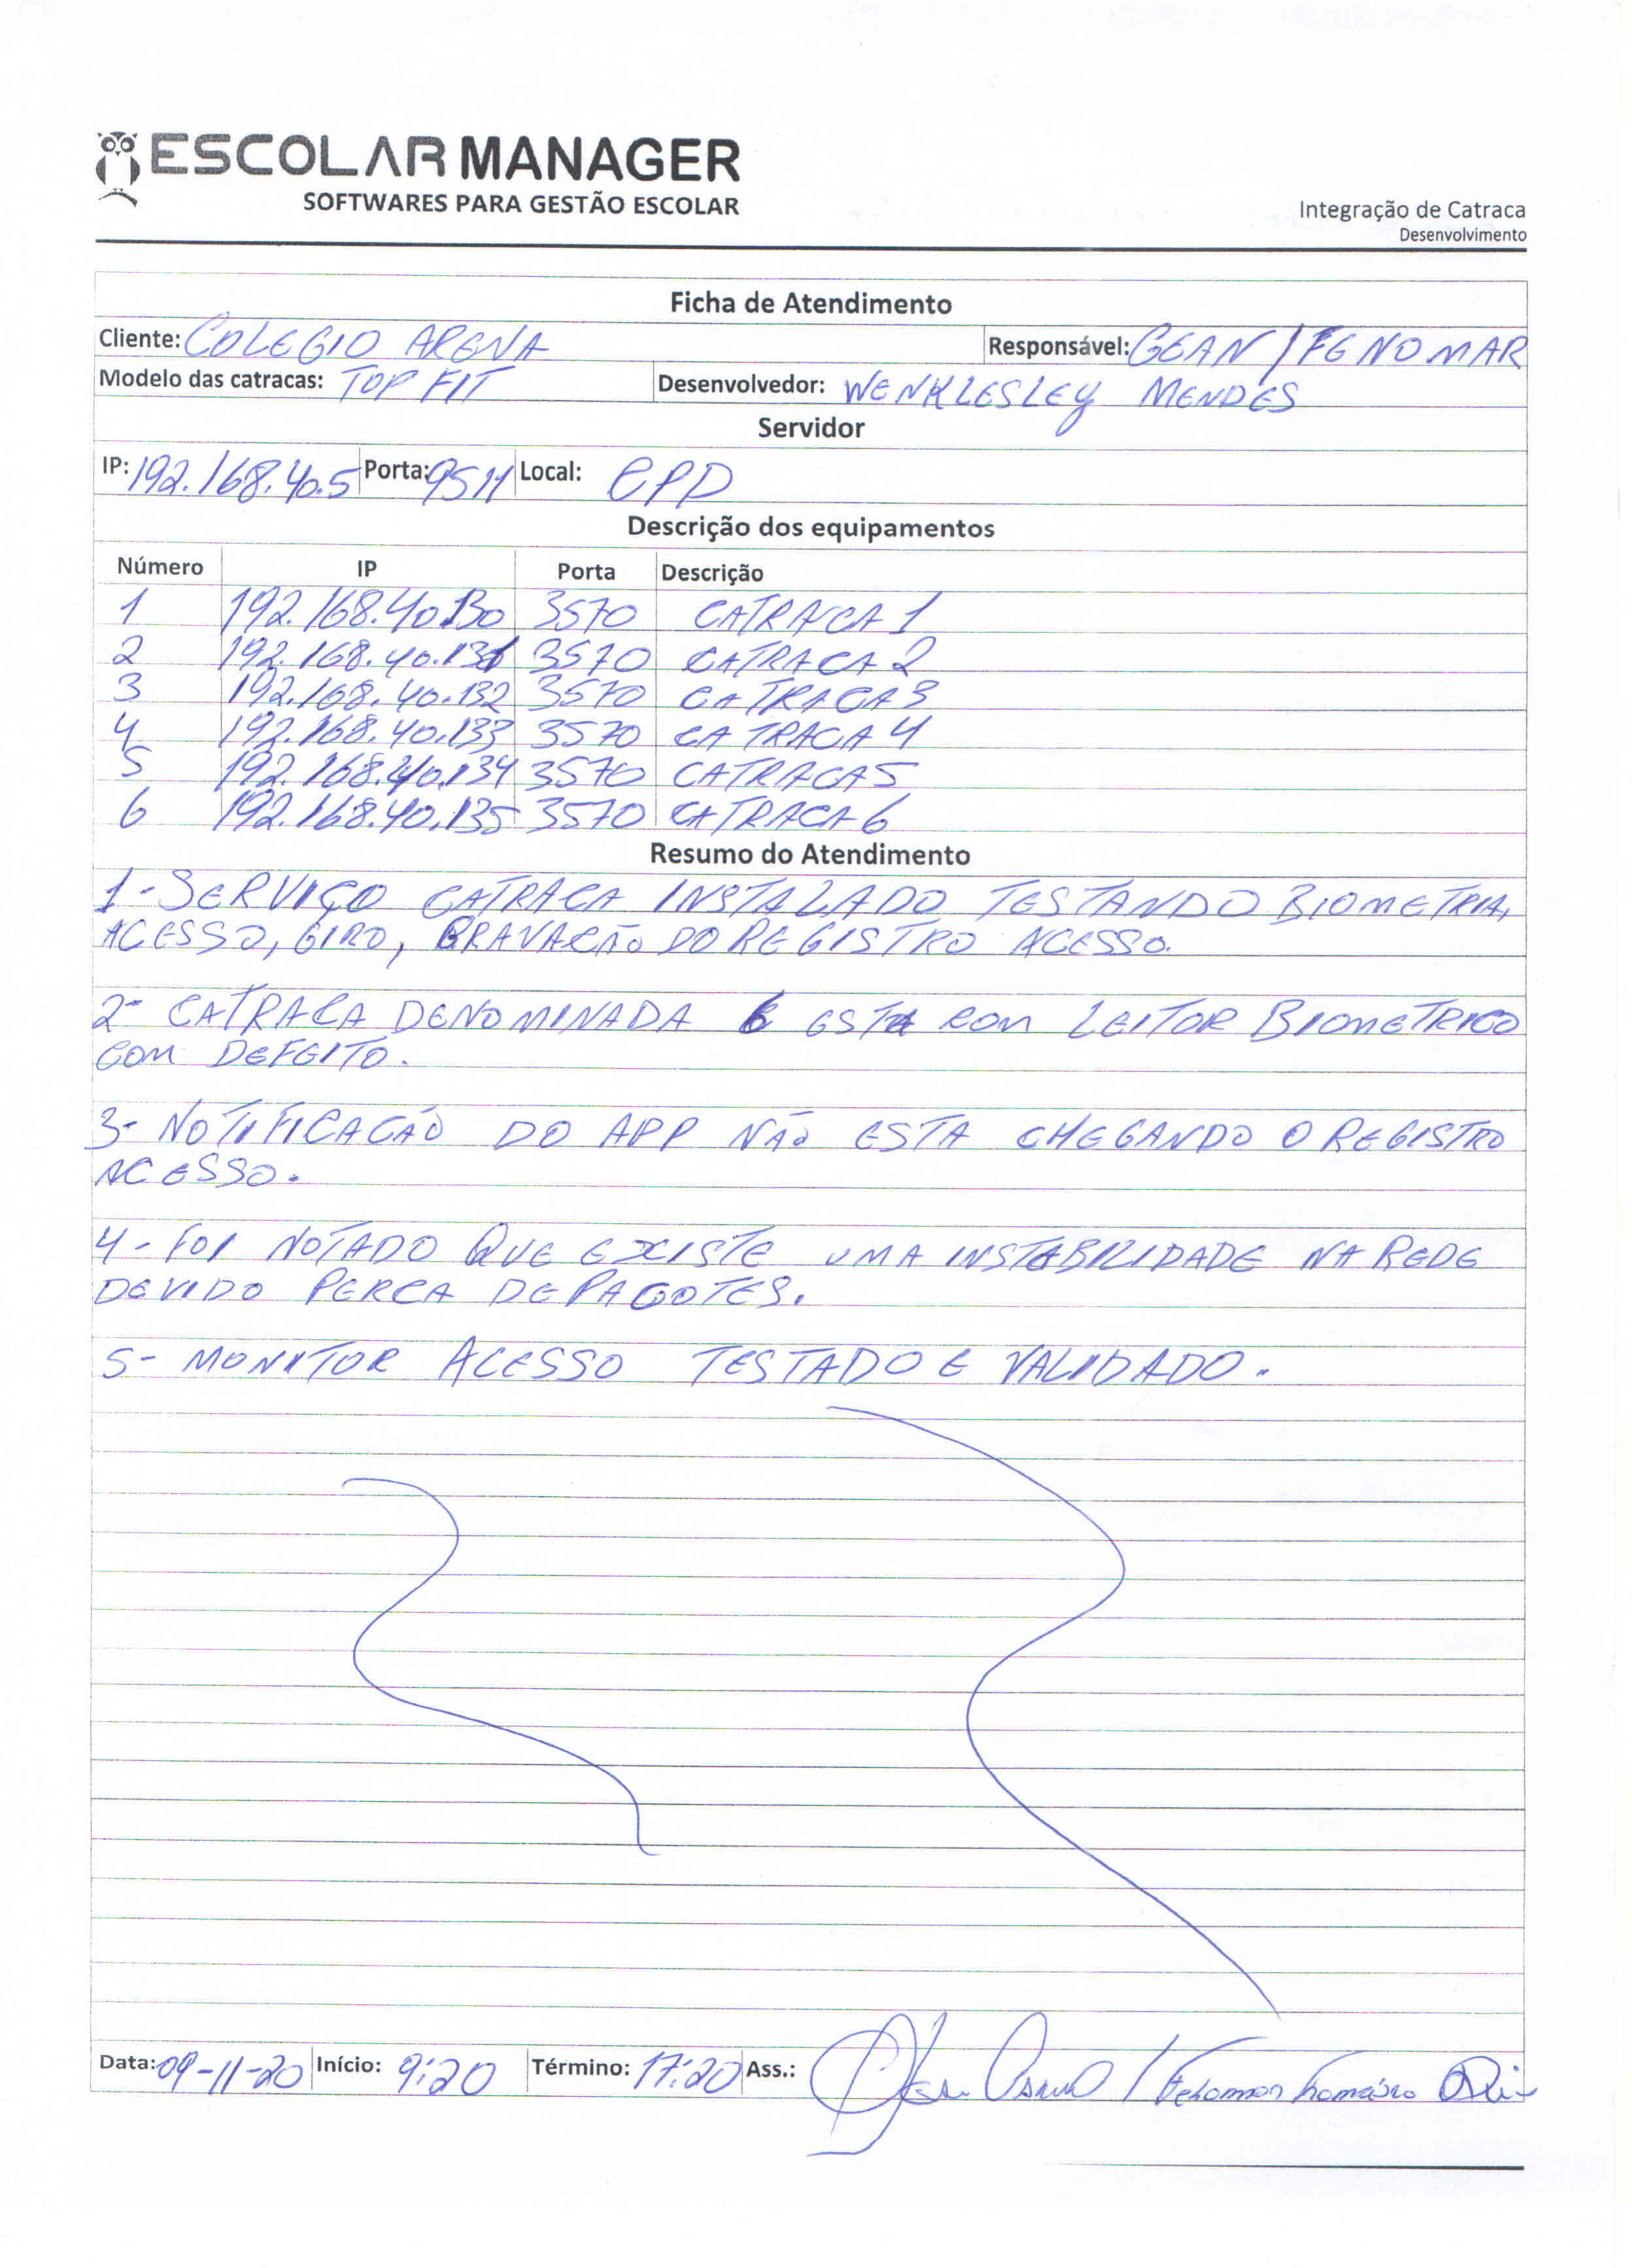 ESCOLAR MANAGER
SOFTWARES PARA GESTÃO ESCOLAR
Integração de Catraca
Desenvolvimento
Ficha de Atendimento
Cliente: COLEGIO ARENA Responsável: GEAN / FENOMAR
Modelo das catracas: TOP FIT Desenvolvedor: WENKLESLEY MENDES
Servidor
IP: 192.168.40.5 Porta: 9511 Local: CPD
Descrição dos equipamentos
Número IP Porta Descrição
1 192.168.40.130 3570 CATRACA 1
2 192.168.40.131 3570 CATRACA 2
3 192.168.40.132 3570 CATRACA 3
4 192.168.40.133 3570 CATRACA 4
5 192.168.40.134 3570 CATRACA 5
6 192.168.40.135 3570 CATRACA 6
Resumo do Atendimento
1- SERVIÇO CATRACA INSTALADO TESTANDO BIOMETRIA,
ACESSO, GIRO, GRAVAÇÃO DO REGISTRO ACESSO.
2- CATRACA DENOMINADA 6 ESTA COM LEITOR BIOMETRICO
COM DEFEITO.
3- NOTIFICACAÕ DO APP NÃO ESTA CHEGANDO O REGISTRO
ACESSO.
4- FOI NOTADO QUE EXISTE UMA INSTABILIDADE NA REDE
DEVIDO PERCA DE PACOTES.
5- MONITOR ACESSO TESTADO E VALIDADO.
Data: 09-11-20 Início: 9:20 Término: 17:20 Ass.: